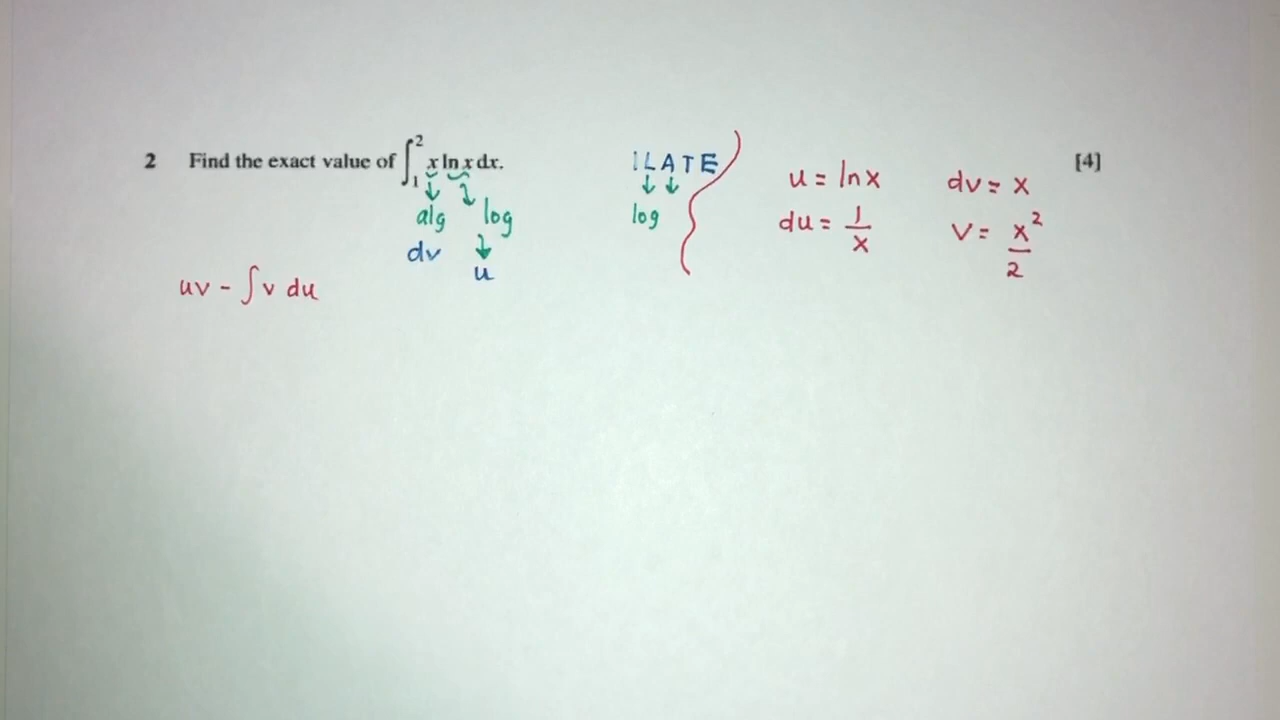 2 Find the exact value of ∫₁² x ln x dx. [4]
ILATE
log
alg log
dv u
u = ln x dv = x
du = 1/x v = x²/2
uv - ∫ v du